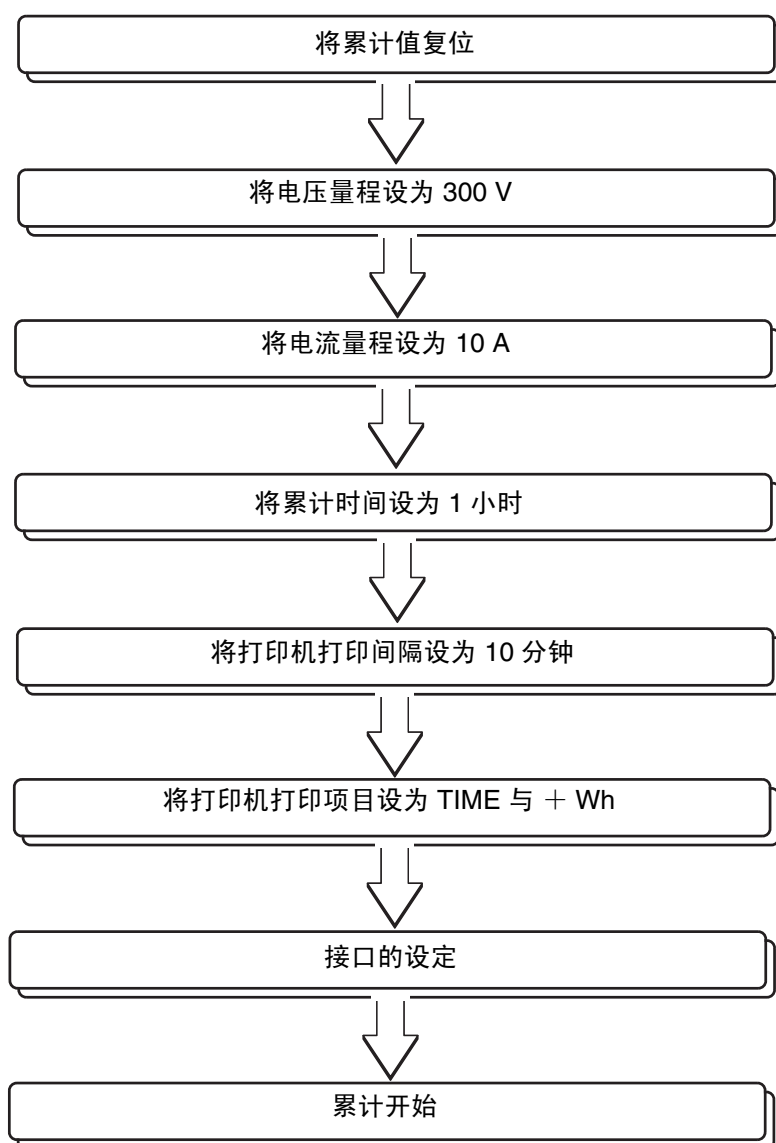 将累计值复位
将电压量程设为 300 V
将电流量程设为 10 A
将累计时间设为 1 小时
将打印机打印间隔设为 10 分钟
将打印机打印项目设为 TIME 与 ＋ Wh
接口的设定
累计开始